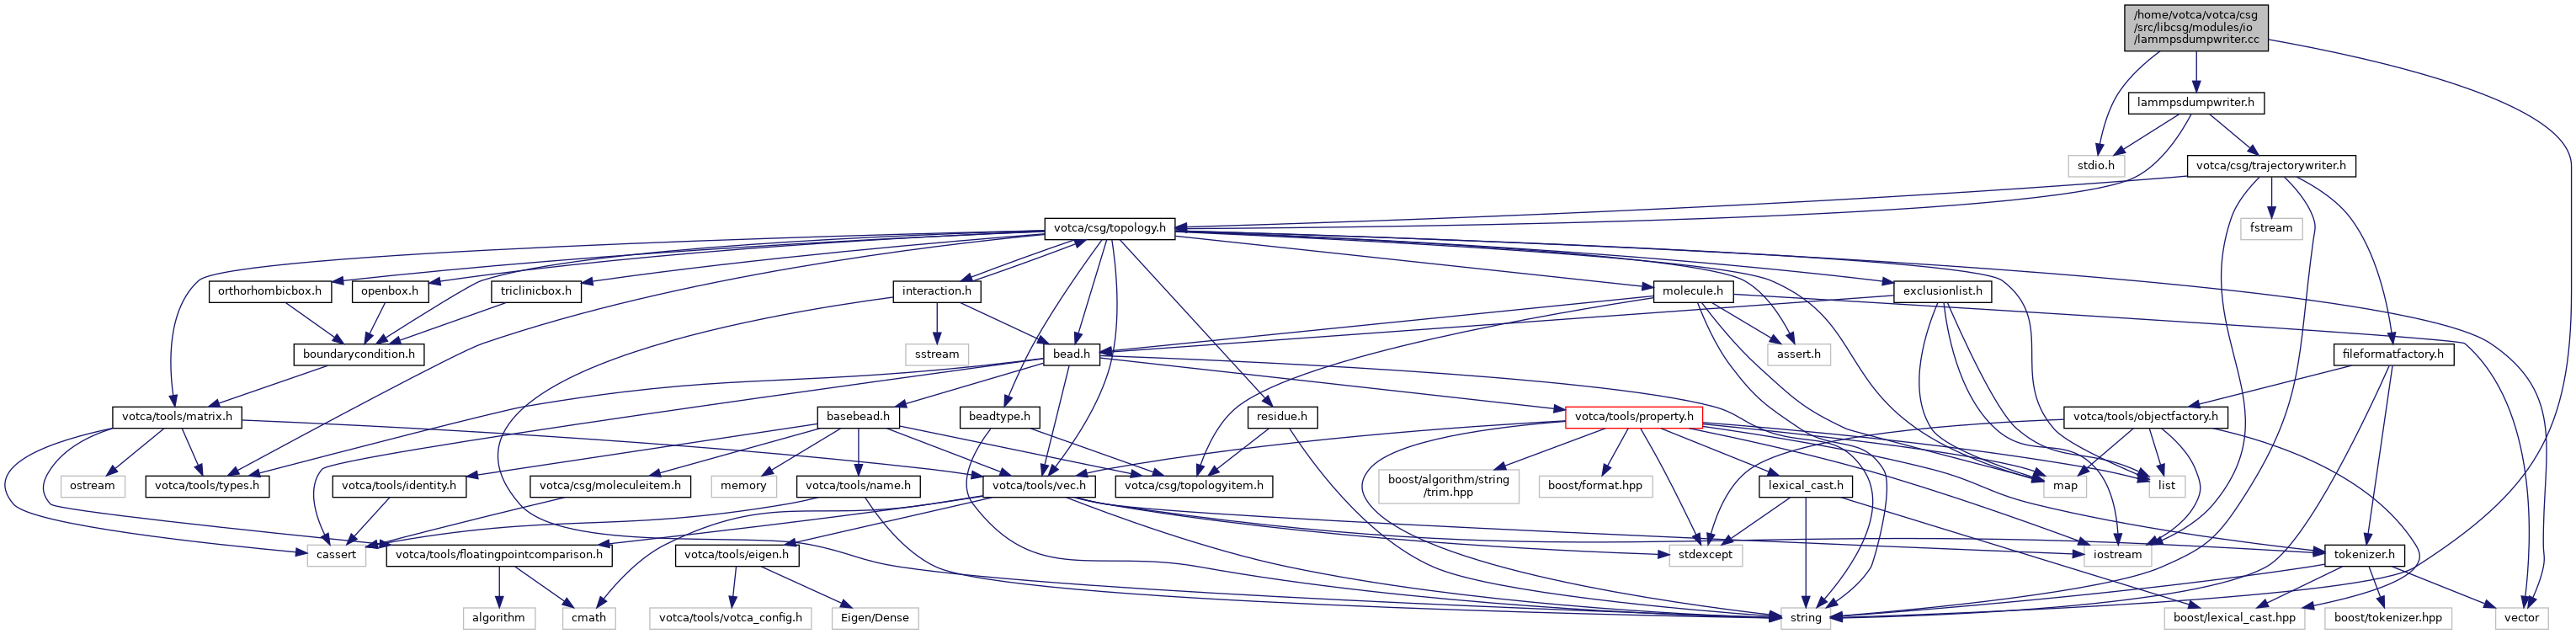 /home/votca/votca/csg
/src/libcsg/modules/io
/lammpsdumpwriter.cc
lammpsdumpwriter.h
stdio.h
votca/csg/trajectorywriter.h
votca/csg/topology.h
fstream
orthorhombicbox.h
openbox.h
triclinicbox.h
interaction.h
molecule.h
exclusionlist.h
boundarycondition.h
sstream
bead.h
assert.h
fileformatfactory.h
votca/tools/matrix.h
basebead.h
beadtype.h
residue.h
votca/tools/property.h
votca/tools/objectfactory.h
ostream
votca/tools/types.h
votca/tools/identity.h
votca/csg/moleculeitem.h
memory
votca/tools/name.h
votca/tools/vec.h
votca/csg/topologyitem.h
boost/algorithm/string
/trim.hpp
boost/format.hpp
lexical_cast.h
map
list
cassert
votca/tools/floatingpointcomparison.h
votca/tools/eigen.h
stdexcept
iostream
tokenizer.h
algorithm
cmath
votca/tools/votca_config.h
Eigen/Dense
string
boost/lexical_cast.hpp
boost/tokenizer.hpp
vector